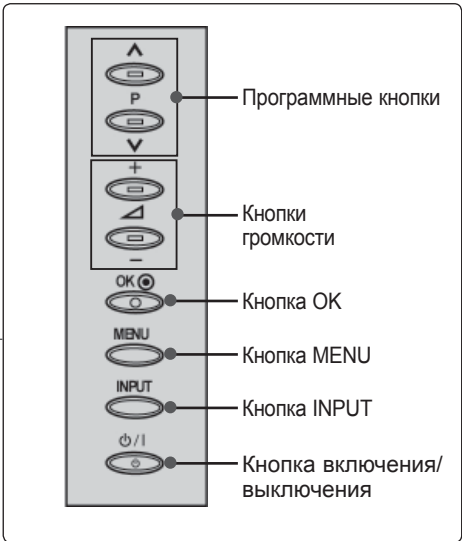 P
Программные кнопки
+
Кнопки
громкости
–
OK
Кнопка OK
MENU
Кнопка MENU
INPUT
Кнопка INPUT
⏻/I
Кнопка включения/
выключения